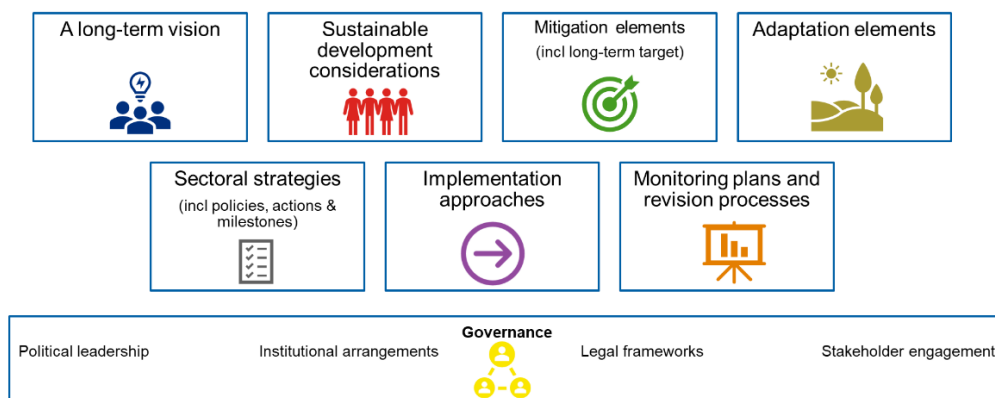 A long-term vision
Sustainable
development
considerations
Mitigation elements
(incl long-term target)
Adaptation elements
Sectoral strategies
(incl policies, actions &
milestones)
Implementation
approaches
Monitoring plans and
revision processes
Governance
Political leadership
Institutional arrangements
Legal frameworks
Stakeholder engagement